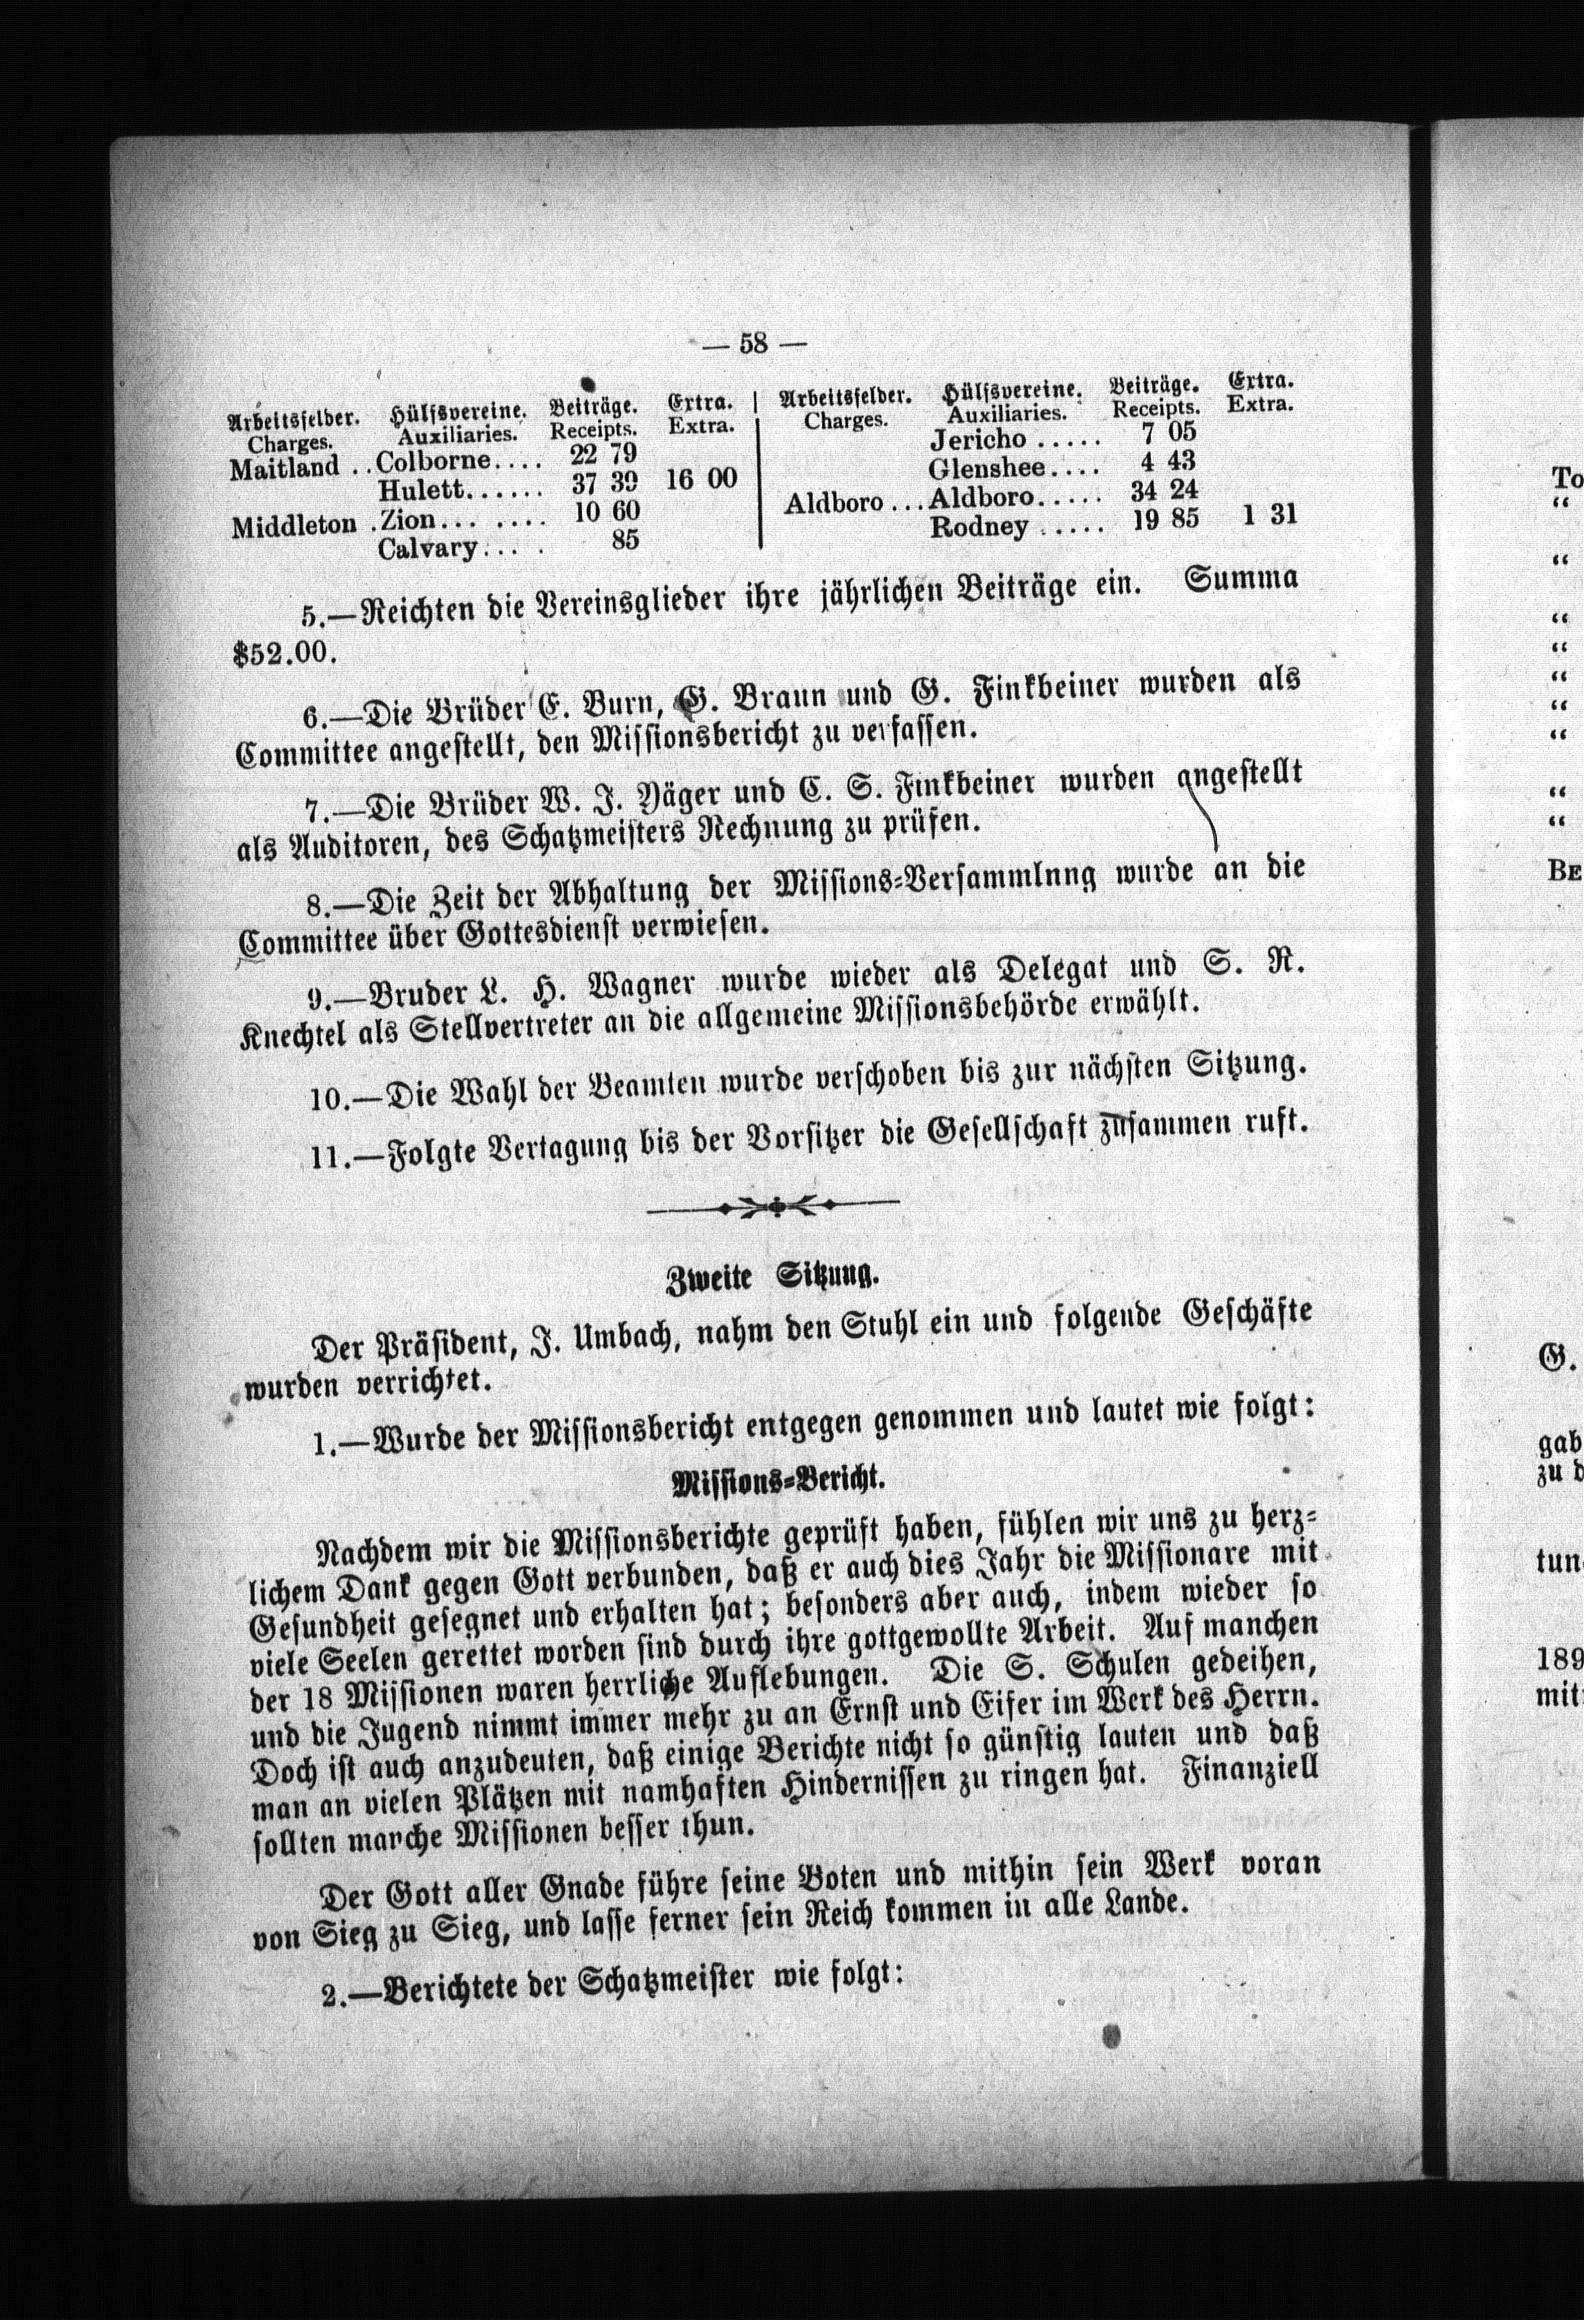 — 58 —
Arbeitsfelder. Hülfsvereine. Beiträge. Extra. Arbeitsfelder. Hülfsvereine. Beiträge. Extra.
Charges. Auxiliaries. Receipts. Extra. Charges. Auxiliaries. Receipts. Extra.
Maitland .. Colborne.... 22 79
Hulett...... 37 39 16 00
Middleton . Zion... .... 10 60
Calvary.... . 85
Jericho ..... 7 05
Glenshee.... 4 43
Aldboro ... Aldboro..... 34 24
Rodney ..... 19 85 1 31
5.—Reichten die Vereinsglieder ihre jährlichen Beiträge ein. Summa
$52.00.
6.—Die Brüder E. Burn, G. Braun und G. Finkbeiner wurden als
Committee angestellt, den Missionsbericht zu verfassen.
7.—Die Brüder W. J. Yäger und C. S. Finkbeiner wurden angestellt
als Auditoren, des Schatzmeisters Rechnung zu prüfen.
8.—Die Zeit der Abhaltung der Missions-Versammlnng wurde an die
Committee über Gottesdienst verwiesen.
9.—Bruder L. H. Wagner wurde wieder als Delegat und S. R.
Knechtel als Stellvertreter an die allgemeine Missionsbehörde erwählt.
10.—Die Wahl der Beamten wurde verschoben bis zur nächsten Sitzung.
11.—Folgte Vertagung bis der Vorsitzer die Gesellschaft zusammen ruft.
Zweite Sitzung.
Der Präsident, J. Umbach, nahm den Stuhl ein und folgende Geschäfte
wurden verrichtet.
1.—Wurde der Missionsbericht entgegen genommen und lautet wie folgt:
Missions-Bericht.
Nachdem wir die Missionsberichte geprüft haben, fühlen wir uns zu herz-
lichem Dank gegen Gott verbunden, daß er auch dies Jahr die Missionare mit
Gesundheit gesegnet und erhalten hat; besonders aber auch, indem wieder so
viele Seelen gerettet worden sind durch ihre gottgewollte Arbeit. Auf manchen
der 18 Missionen waren herrliche Auflebungen. Die S. Schulen gedeihen,
und die Jugend nimmt immer mehr zu an Ernst und Eifer im Werk des Herrn.
Doch ist auch anzudeuten, daß einige Berichte nicht so günstig lauten und daß
man an vielen Plätzen mit namhaften Hindernissen zu ringen hat. Finanziell
sollten manche Missionen besser thun.
Der Gott aller Gnade führe seine Boten und mithin sein Werk voran
von Sieg zu Sieg, und lasse ferner sein Reich kommen in alle Lande.
2.—Berichtete der Schatzmeister wie folgt:
To
“
“
“
“
“
“
“
“
“
BE
G.
gab
zu d
tun
189
mit